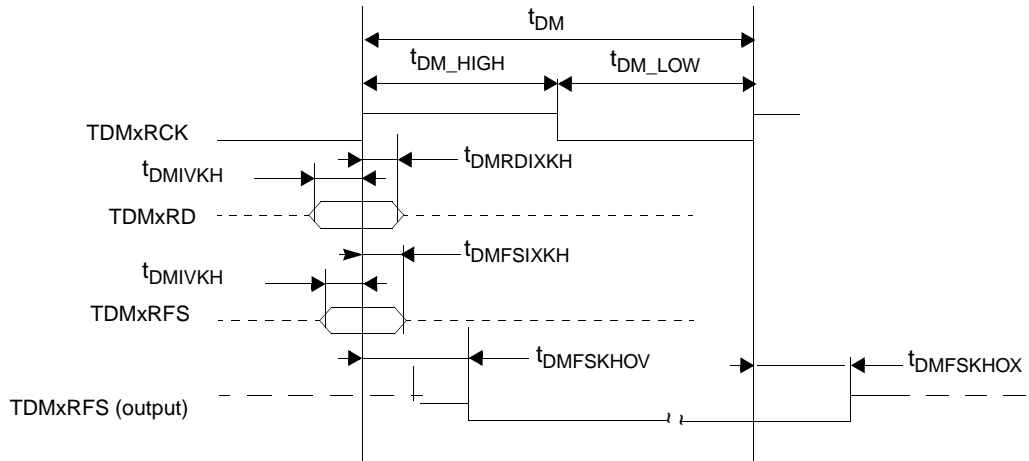 tDM
tDM_HIGH
tDM_LOW
TDMxRCK
tDMRDIXKH
tDMIVKH
TDMxRD
tDMFSIXKH
tDMIVKH
TDMxRFS
tDMFSKHOV
tDMFSKHOX
TDMxRFS (output)